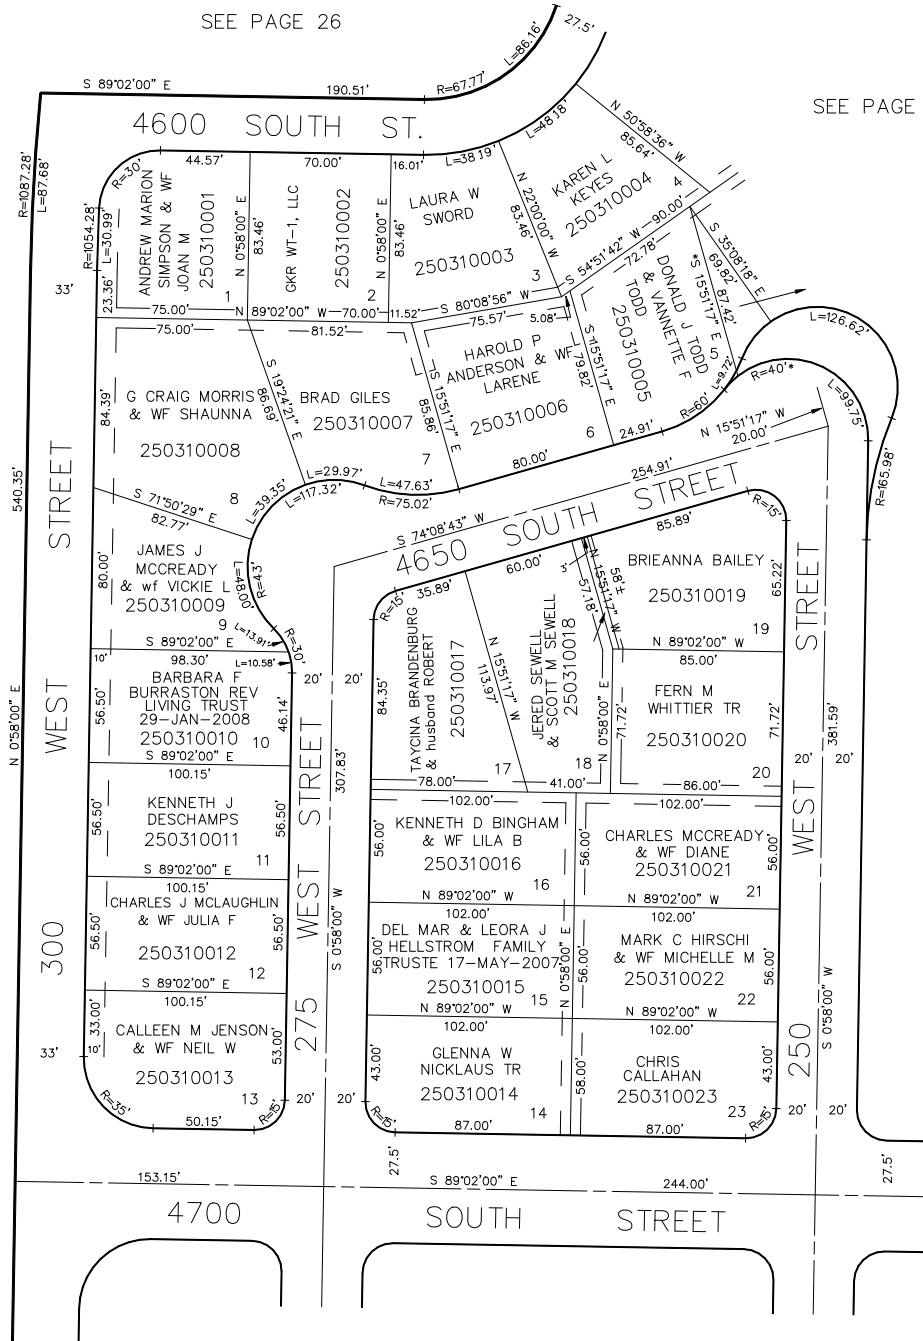 SEE PAGE 26
27.5'
L=86.16'
R=67.77'
S 89°02'00" E
190.51'
SEE PAGE
4600 SOUTH ST.
L=48.18'
L=38.19'
N 50°58'36" W
85.64'
R=1087.28'
L=87.68'
R=30'
44.57'
70.00'
16.01'
R=1054.28'
L=30.99'
33'
23.36'
ANDREW MARION
SIMPSON & WF
JOAN M
250310001
1
N 0°58'00" E
83.46'
GKR WT-1, LLC
250310002
2
N 0°58'00" E
83.46'
LAURA W
SWORD
250310003
3
N 22°00'00" W
83.46'
KAREN L
KEYES
250310004
4
S 54°51'42" W
90.00'
72.78'
DONALD J TODD
& VANNETTE F
TODD
250310005
5
*S 15°51'17" E
87.42'
S 35°08'18" E
69.82'
L=126.62'
75.00'
N 89°02'00" W
70.00'
11.52'
S 80°08'56" W
75.00'
81.52'
75.57'
5.08'
S 15°51'17" E
79.82'
L=9.72'
R=40'*
L=99.75'
R=60'
HAROLD P
ANDERSON & WF
LARENE
250310006
6
24.91'
N 15°51'17" W
20.00'
R=165.98'
84.39'
G CRAIG MORRIS
& WF SHAUNNA
250310008
8
S 19°24'21" E
86.69'
BRAD GILES
250310007
7
S 15°51'17" E
85.86'
80.00'
254.91'
L=29.97'
L=117.32'
L=39.35'
L=47.63'
R=75.02'
540.35'
300 WEST STREET
N 0°58'00" E
S 71°50'29" E
82.77'
S 74°08'43" W
4650 SOUTH STREET
85.89'
R=15'
80.00'
JAMES J
MCCREADY
& wf VICKIE L
250310009
9
L=48.00'
R=43'
L=13.91'
R=30'
L=10.58'
R=15'
35.89'
60.00'
3'
N 15°51'17" W
58'±
57.18'
BRIEANNA BAILEY
250310019
19
65.22'
S 89°02'00" E
10'
98.30'
N 89°02'00" W
85.00'
56.50'
BARBARA F
BURRASTON REV
LIVING TRUST
29-JAN-2008
250310010
10
46.14'
20'
20'
84.35'
TAYCINA BRANDENBURG
& husband ROBERT
250310017
17
N 15°51'17" W
113.97'
JERED SEWELL
& SCOTT M SEWELL
250310018
18
N 0°58'00" E
71.72'
FERN M
WHITTIER TR
250310020
20
71.72'
20'
20'
381.59'
250 WEST STREET
S 89°02'00" E
100.15'
307.83'
78.00'
41.00'
86.00'
56.50'
KENNETH J
DESCHAMPS
250310011
11
56.50'
275 WEST STREET
S 0°58'00" W
102.00'
102.00'
56.00'
KENNETH D BINGHAM
& WF LILA B
250310016
16
56.00'
CHARLES MCCREADY
& WF DIANE
250310021
21
56.00'
S 89°02'00" E
100.15'
N 89°02'00" W
102.00'
N 89°02'00" W
102.00'
56.50'
CHARLES J MCLAUGHLIN
& WF JULIA F
250310012
12
56.50'
56.00'
DEL MAR & LEORA J
HELLSTROM FAMILY
TRUSTE 17-MAY-2007
250310015
15
N 0°58'00" E
56.00'
MARK C HIRSCHI
& WF MICHELLE M
250310022
22
56.00'
S 0°58'00" W
S 89°02'00" E
100.15'
N 89°02'00" W
102.00'
N 89°02'00" W
102.00'
33'
33.00'
10'
CALLEEN M JENSON
& WF NEIL W
250310013
13
53.00'
20'
20'
43.00'
GLENNA W
NICKLAUS TR
250310014
14
58.00'
CHRIS
CALLAHAN
250310023
23
43.00'
20'
20'
R=35'
50.15'
R=15'
R=15'
87.00'
87.00'
R=15'
27.5'
27.5'
153.15'
S 89°02'00" E
244.00'
4700 SOUTH STREET